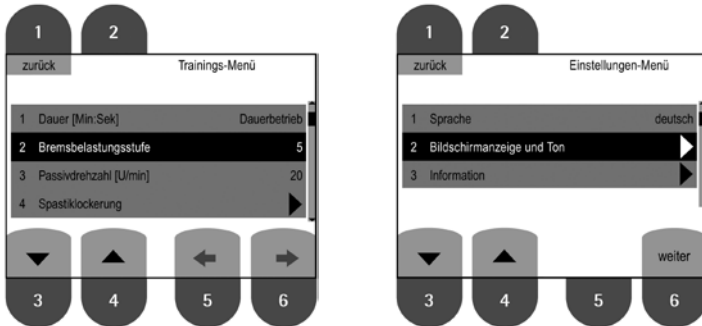 1 2
zurück Trainings-Menü
1 Dauer [Min:Sek] Dauerbetrieb
2 Bremsbelastungsstufe 5
3 Passivdrehzahl [U/min] 20
4 Spastiklockerung
3 4 5 6
1 2
zurück Einstellungen-Menü
1 Sprache deutsch
2 Bildschirmanzeige und Ton
3 Information
weiter
3 4 5 6